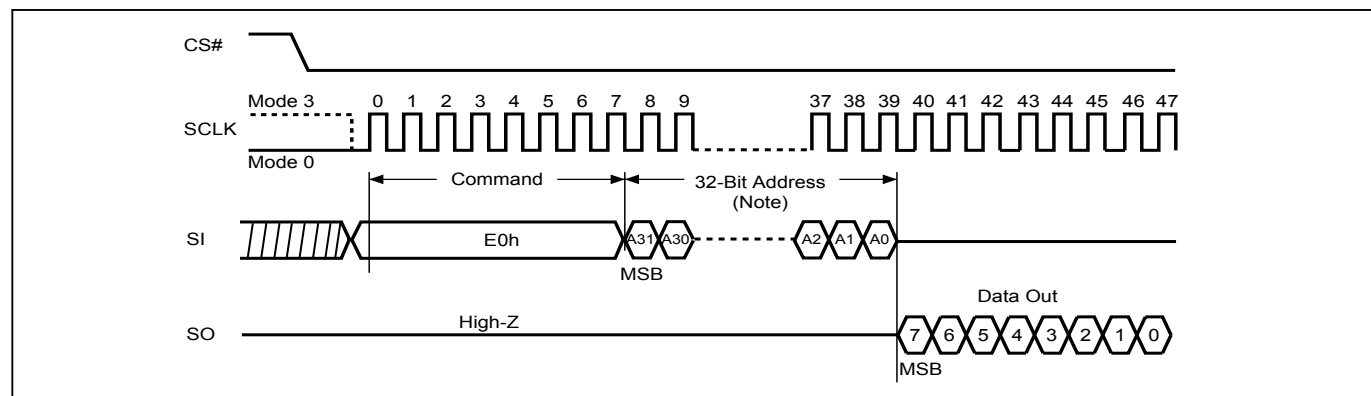 CS#
Mode 3
0 1 2 3 4 5 6 7 8 9 37 38 39 40 41 42 43 44 45 46 47
SCLK
Mode 0
Command
32-Bit Address
(Note)
SI
E0h
A31 A30 A2 A1 A0
MSB
Data Out
High-Z
SO
7 6 5 4 3 2 1 0
MSB